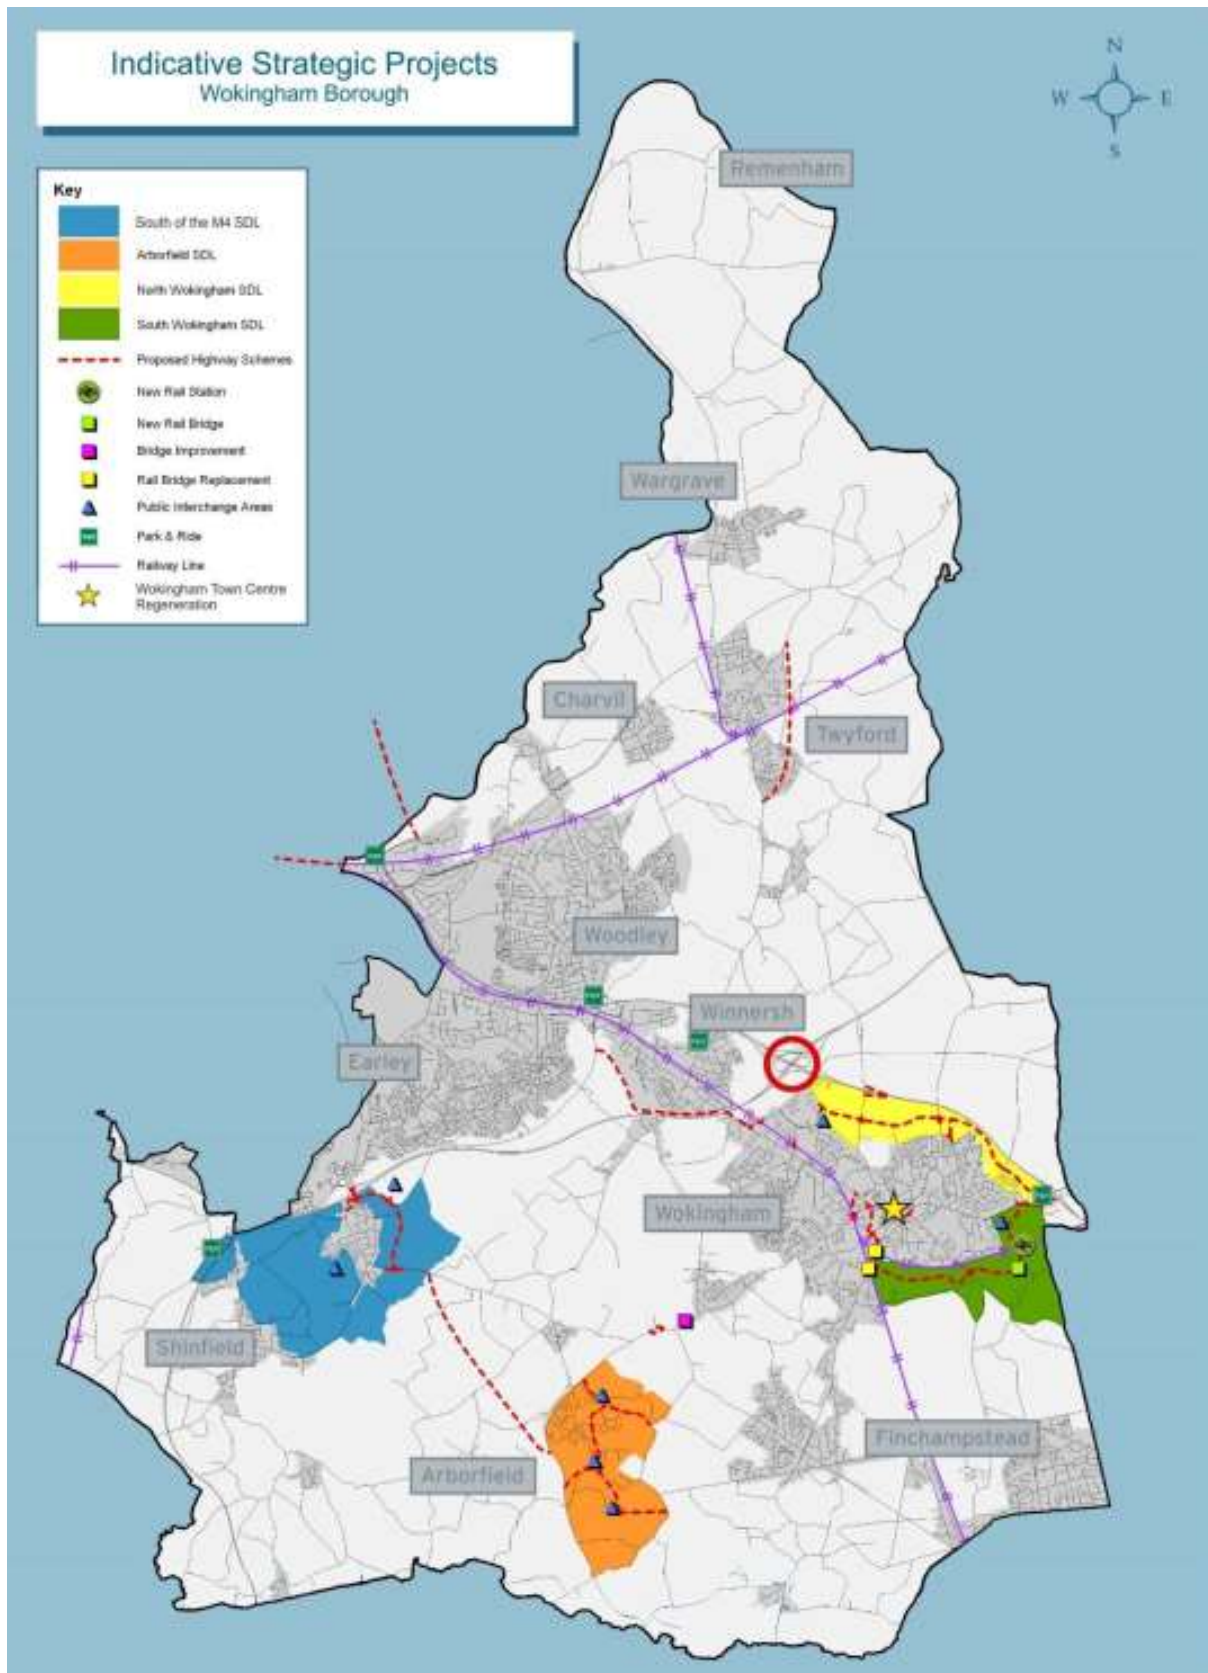 Indicative Strategic Projects
Wokingham Borough
N
W
E
S
Key
South of the M4 SDL
Arborfield SDL
North Wokingham SDL
South Wokingham SDL
Proposed Highway Schemes
New Rail Station
New Rail Bridge
Bridge Improvement
Rail Bridge Replacement
Public Interchange Areas
Park & Ride
Railway Line
Wokingham Town Centre
Regeneration
Remenham
Wargrave
Charvil
Twyford
Woodley
Winnersh
Earley
Wokingham
Shinfield
Finchampstead
Arborfield